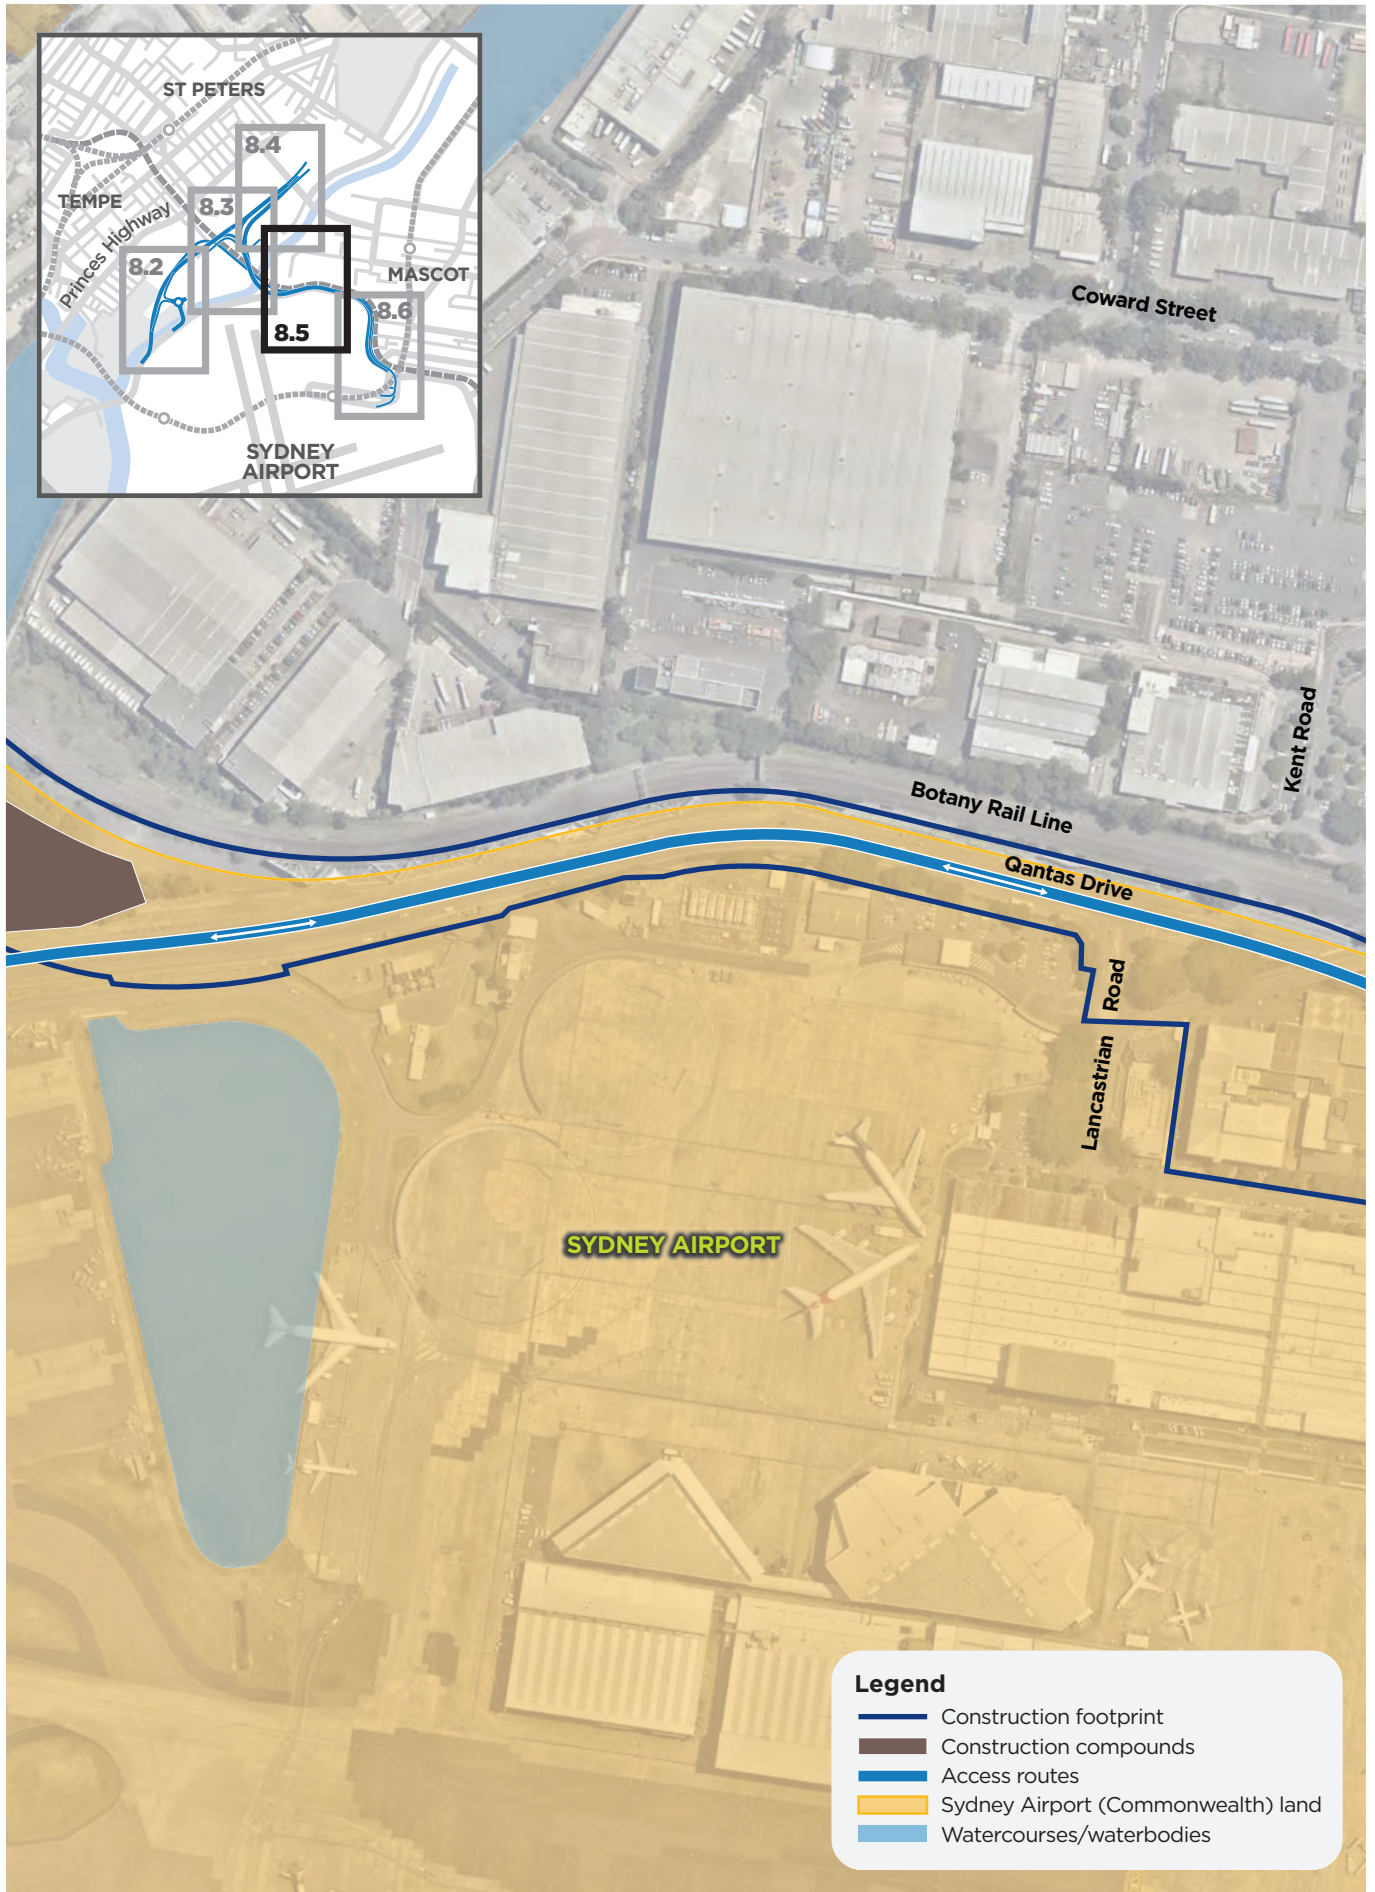 ST PETERS
8.4
TEMPE
8.3
Princes Highway
8.2
MASCOT
8.6
8.5
SYDNEY
AIRPORT
Coward Street
Kent Road
Botany Rail Line
Qantas Drive
Lancastrian Road
SYDNEY AIRPORT
Legend
Construction footprint
Construction compounds
Access routes
Sydney Airport (Commonwealth) land
Watercourses/waterbodies